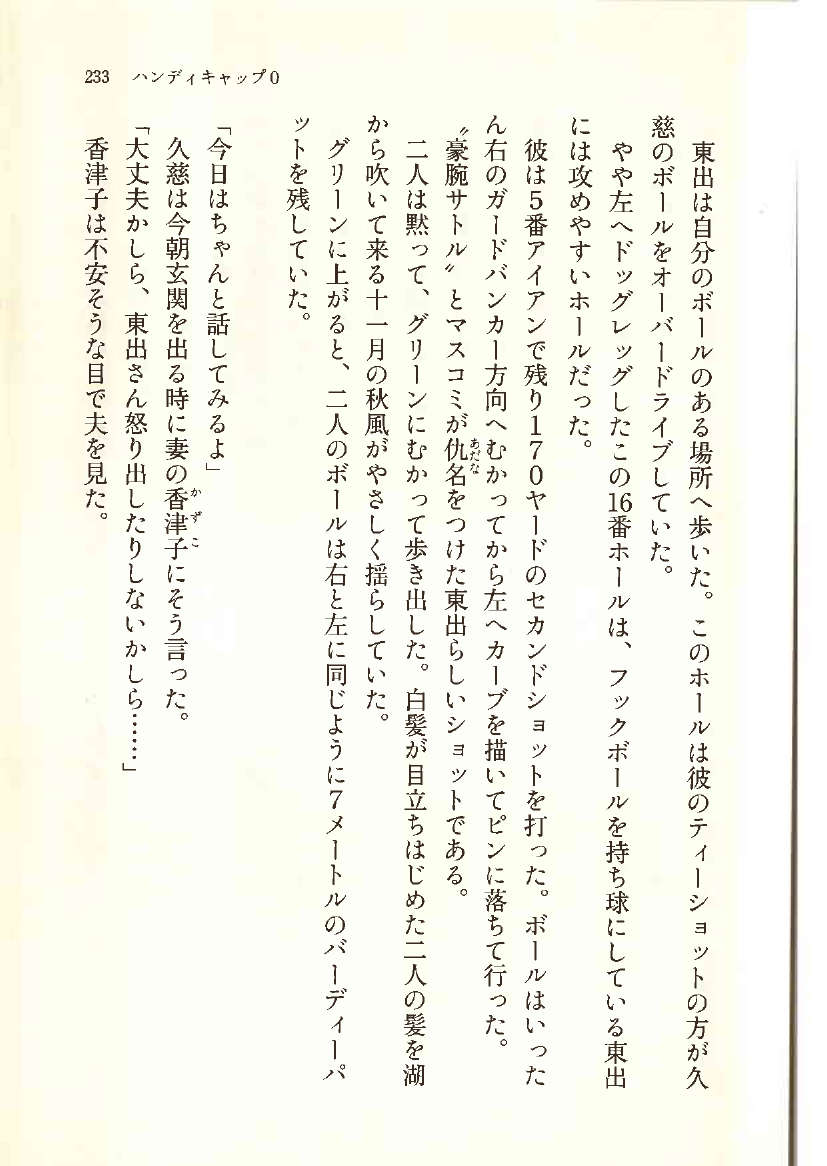 233 ハンディキャップ0
東出は自分のボールのある場所へ歩いた。このホールは彼のティーショットの方が久
慈のボールをオーバードライブしていた。
やや左へドッグレッグしたこの16番ホールは、フックボールを持ち球にしている東出
には攻めやすいホールだった。
彼は5番アイアンで残り170ヤードのセカンドショットを打った。ボールはいった
ん右のガードバンカー方向へむかってから左へカーブを描いてピンに落ちて行った。
〝豪腕サトル〟とマスコミが仇名をつけた東出らしいショットである。
あだな
二人は黙って、グリーンにむかって歩き出した。白髪が目立ちはじめた二人の髪を湖
から吹いて来る十一月の秋風がやさしく揺らしていた。
グリーンに上がると、二人のボールは右と左に同じように7メートルのバーディーパ
ットを残していた。
「今日はちゃんと話してみるよ」
久慈は今朝玄関を出る時に妻の香津子にそう言った。
かずこ
「大丈夫かしら、東出さん怒り出したりしないかしら……」
香津子は不安そうな目で夫を見た。